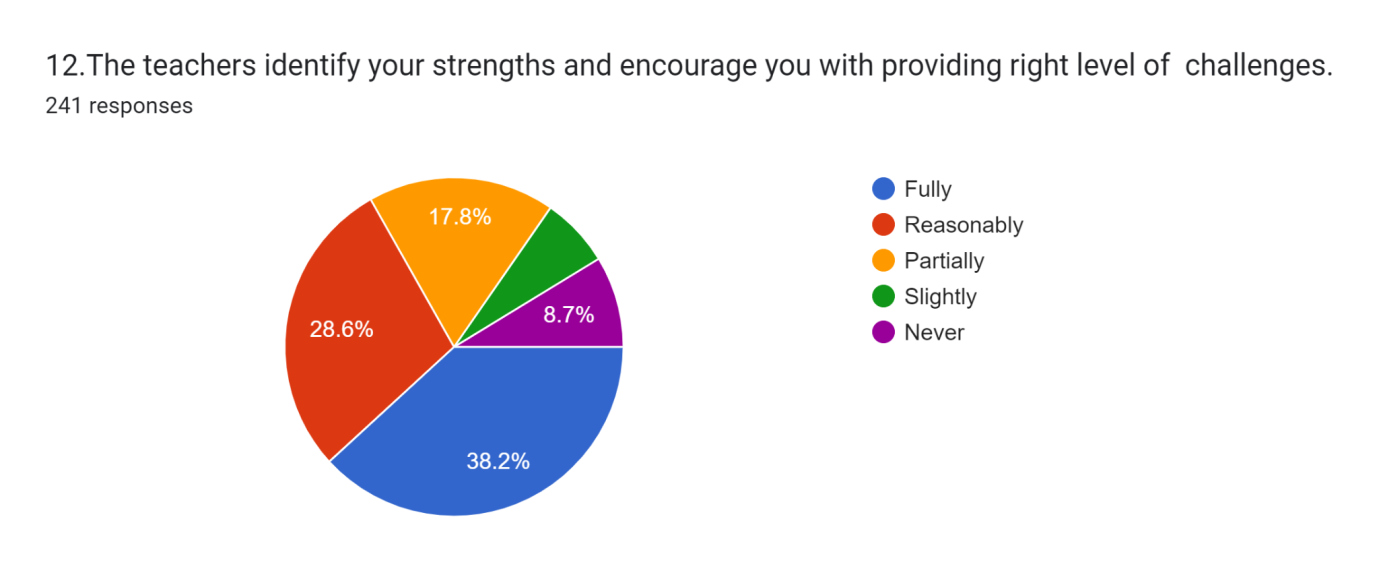 12.The teachers identify your strengths and encourage you with providing right level of  challenges.
241 responses
17.8%
28.6%
8.7%
38.2%
Fully
Reasonably
Partially
Slightly
Never